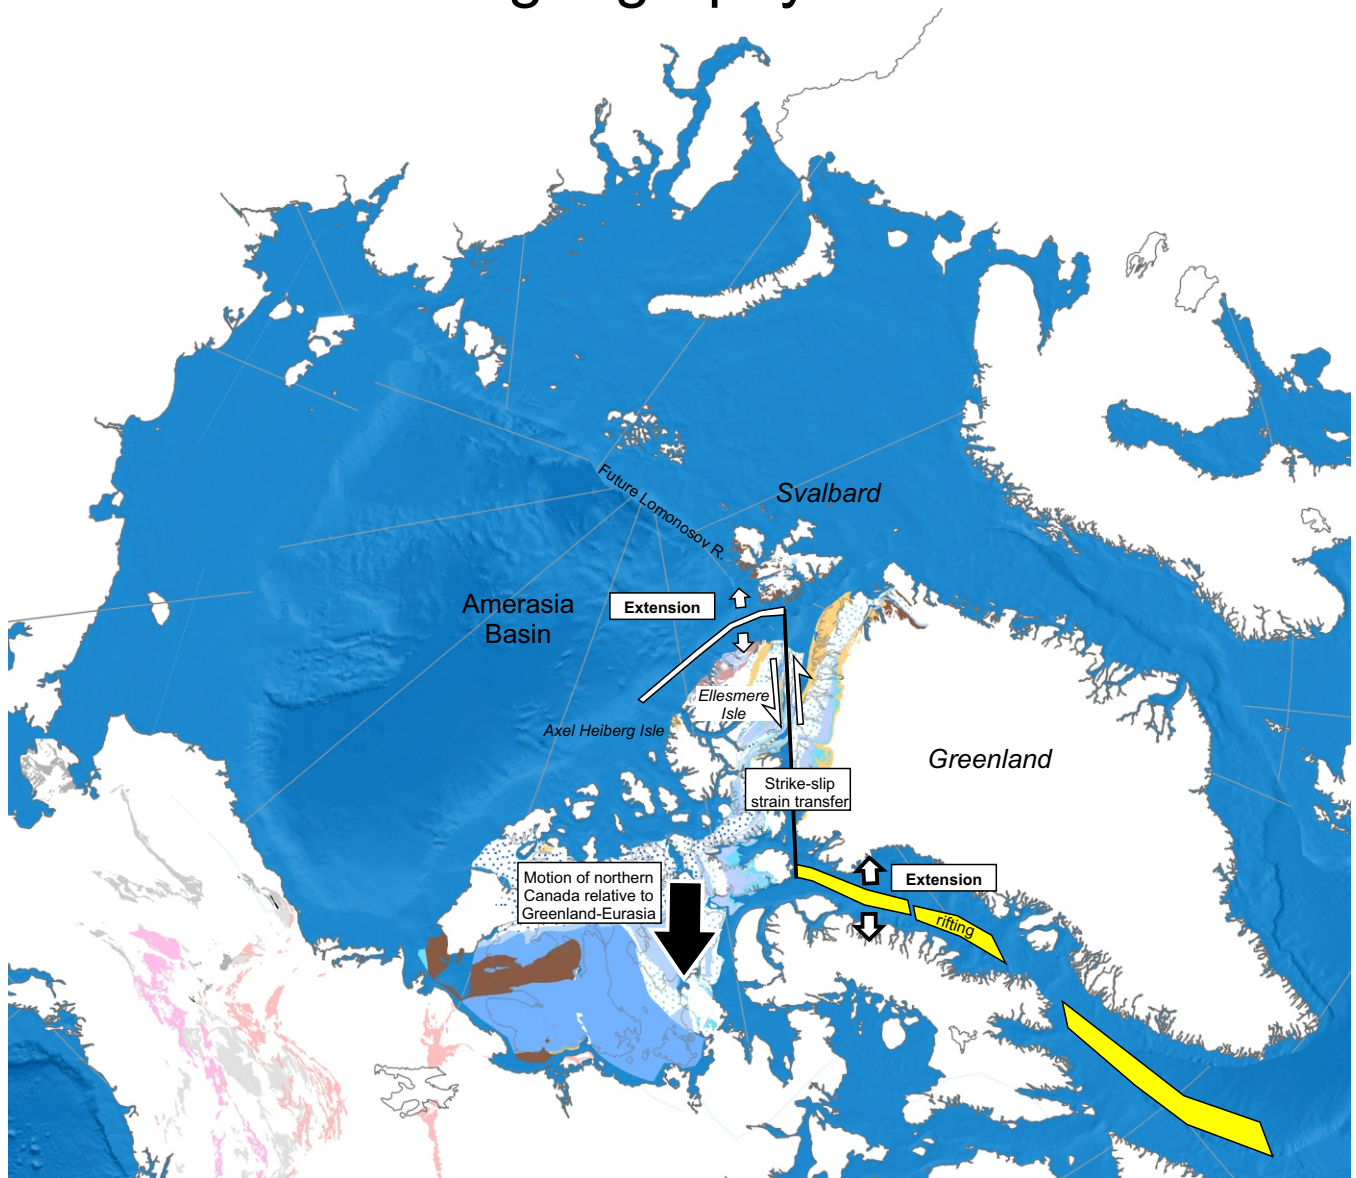 Future Lomonosov R.
Svalbard
Amerasia
Basin
Extension
Ellesmere
Isle
Axel Heiberg Isle
Greenland
Strike-slip
strain transfer
Motion of northern
Canada relative to
Greenland-Eurasia
Extension
rifting